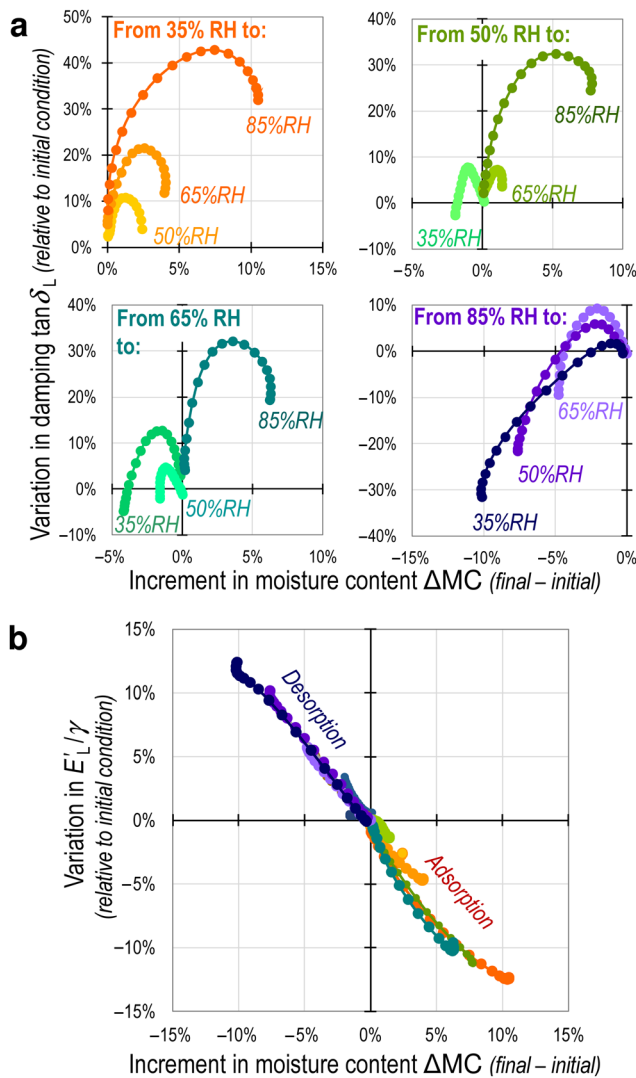 a
Variation in damping tanδL (relative to initial condition)
From 35% RH to:
50%
40%
30%
20%
10%
0%
0%
5%
10%
15%
85%RH
65%RH
50%RH
From 50% RH to:
40%
30%
20%
10%
0%
−10%
−5%
0%
5%
10%
85%RH
65%RH
35%RH
From 65% RH
to:
40%
30%
20%
10%
0%
−10%
−5%
0%
5%
10%
85%RH
50%RH
35%RH
From 85% RH to:
10%
0%
−10%
−20%
−30%
−40%
−15%
−10%
−5%
0%
65%RH
50%RH
35%RH
Increment in moisture content ΔMC (final – initial)
b
Variation in E'L/γ
(relative to initial condition)
15%
10%
5%
0%
−5%
−10%
−15%
−15%
−10%
−5%
0%
5%
10%
15%
Desorption
Adsorption
Increment in moisture content ΔMC (final – initial)